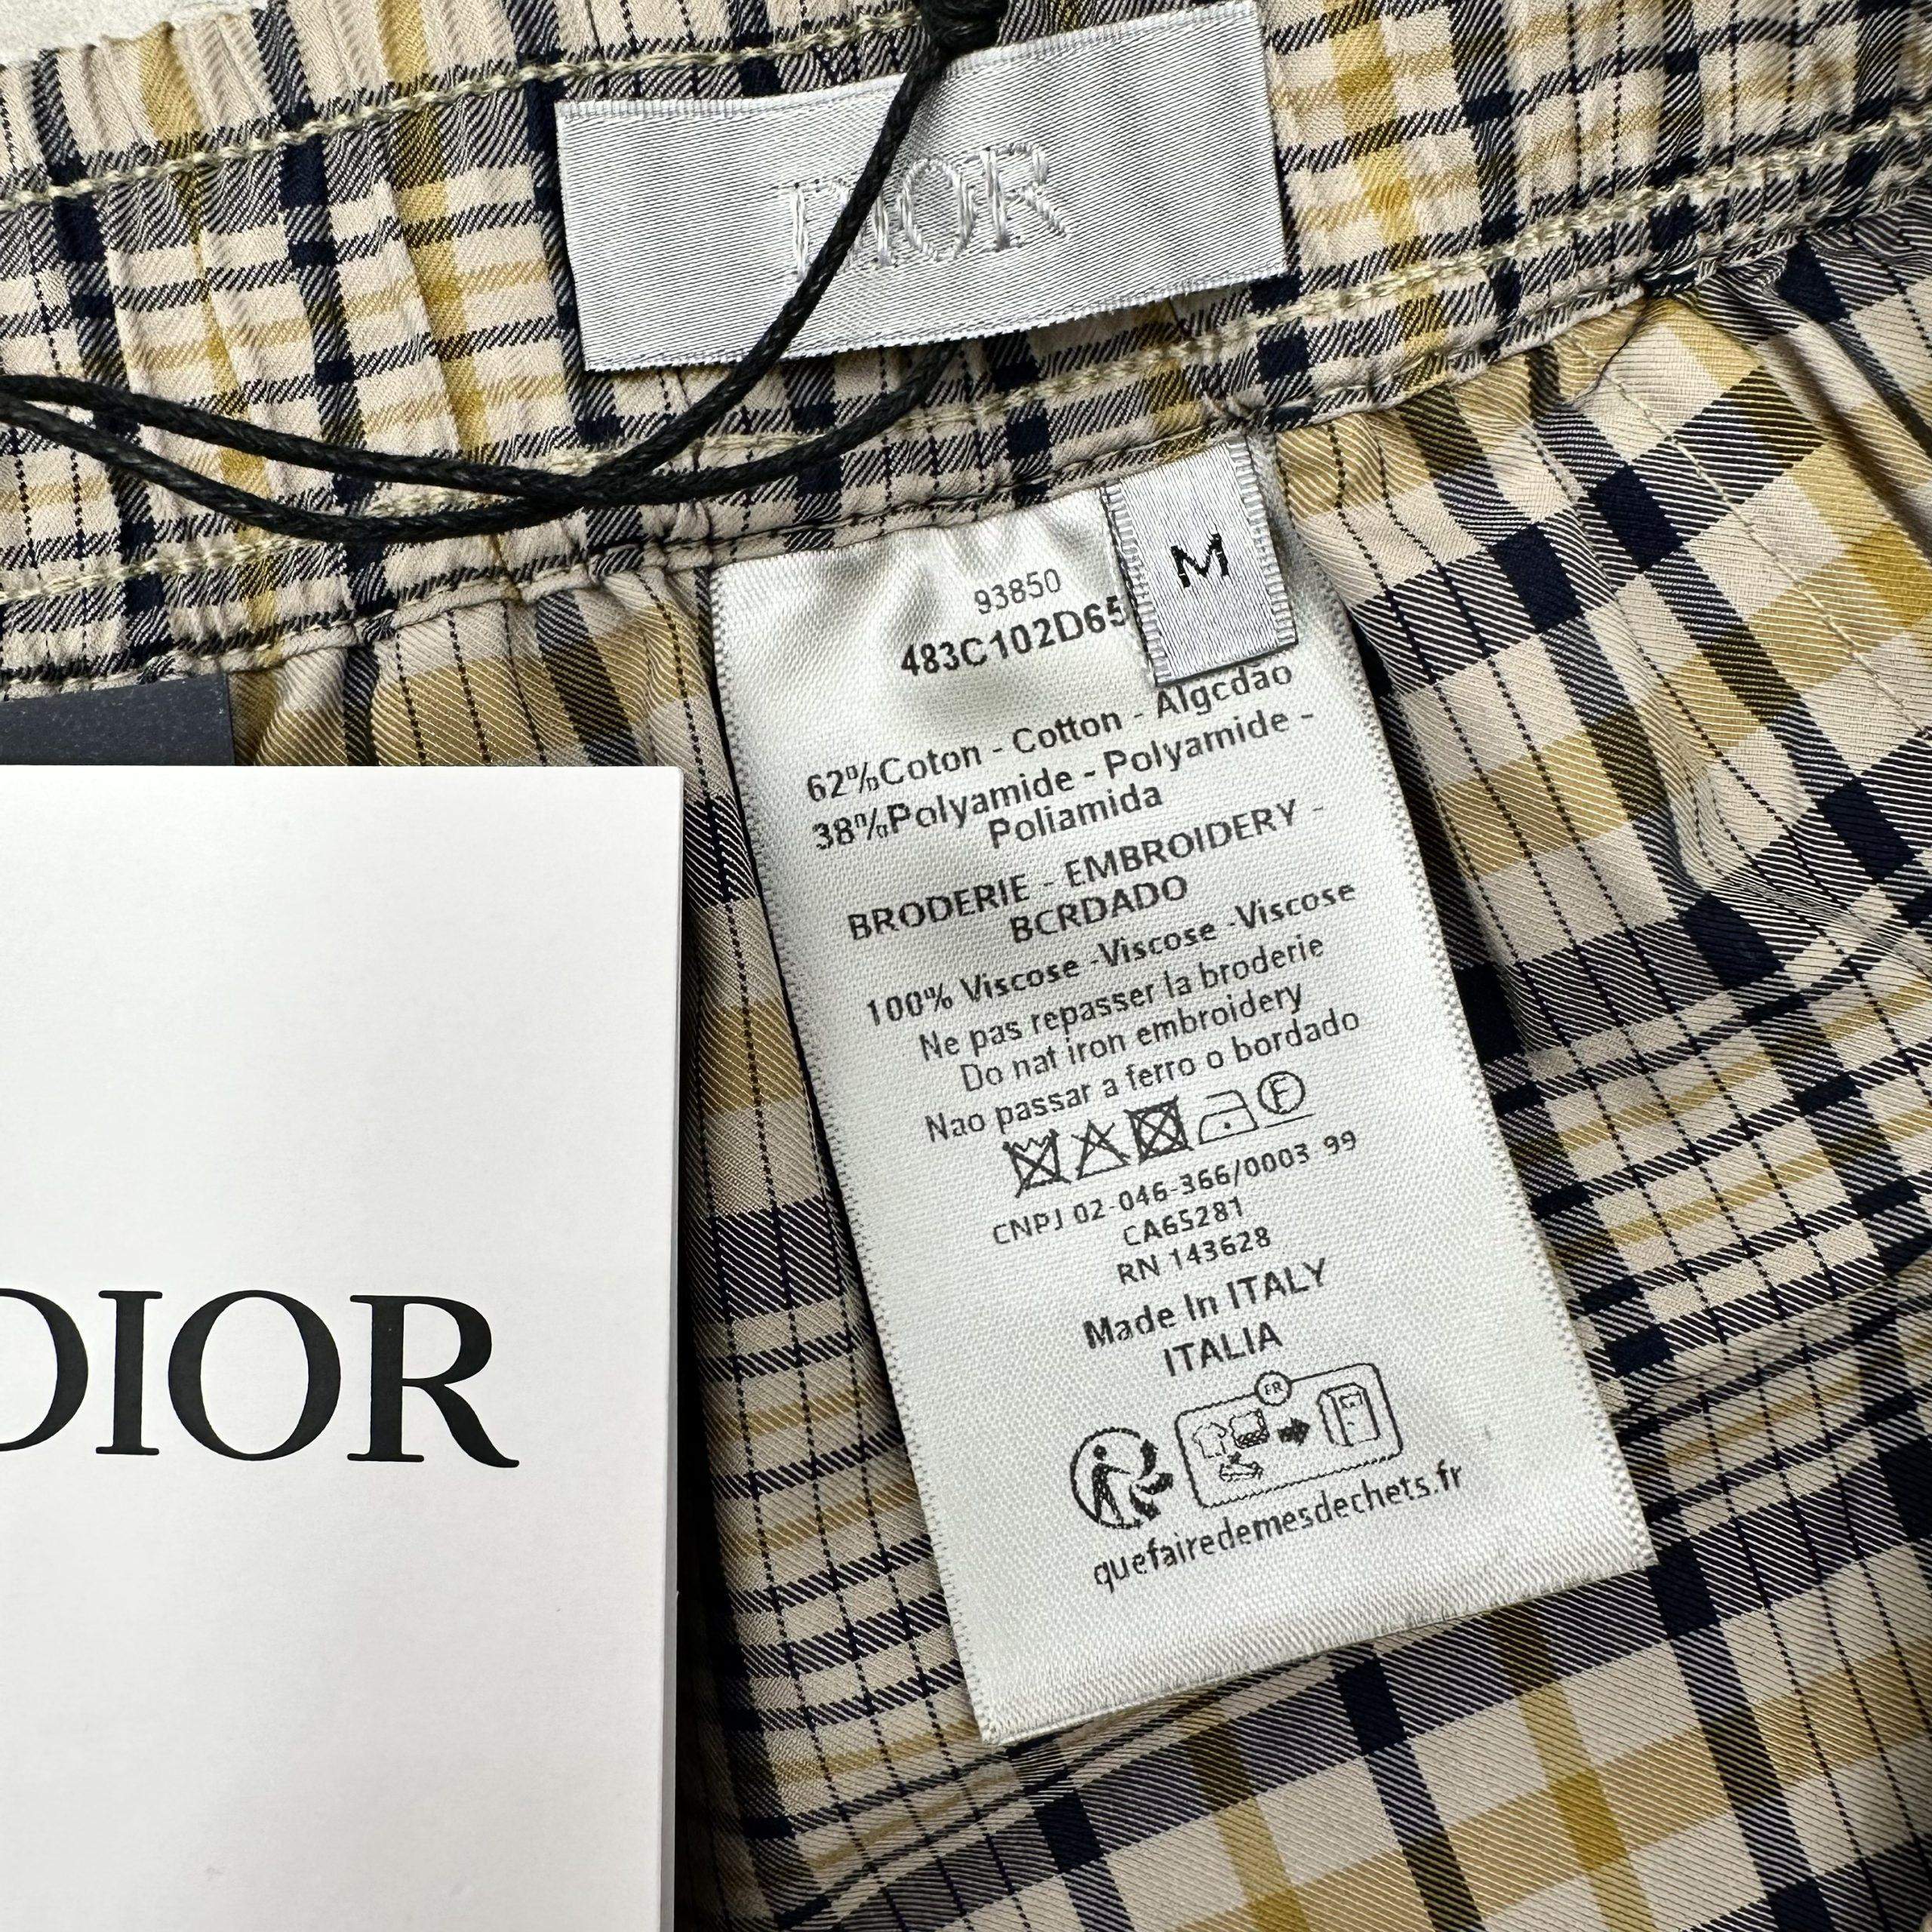 DIOR
M
93850
483C102D65
62%Coton - Cotton - Algcdão
38%Polyamide - Polyamide -
Poliamida
BRODERIE - EMBROIDERY -
BCRDADO
100% Viscose -Viscose -Viscose
Ne pas repasser la broderie
Do nat iron embroidery
Nao passar a ferro o bordado
F
CNPJ 02-046-366/0003 99
CA65281
RN 143628
Made In ITALY
ITALIA
FR
quefairedemesdechets.fr
DIOR